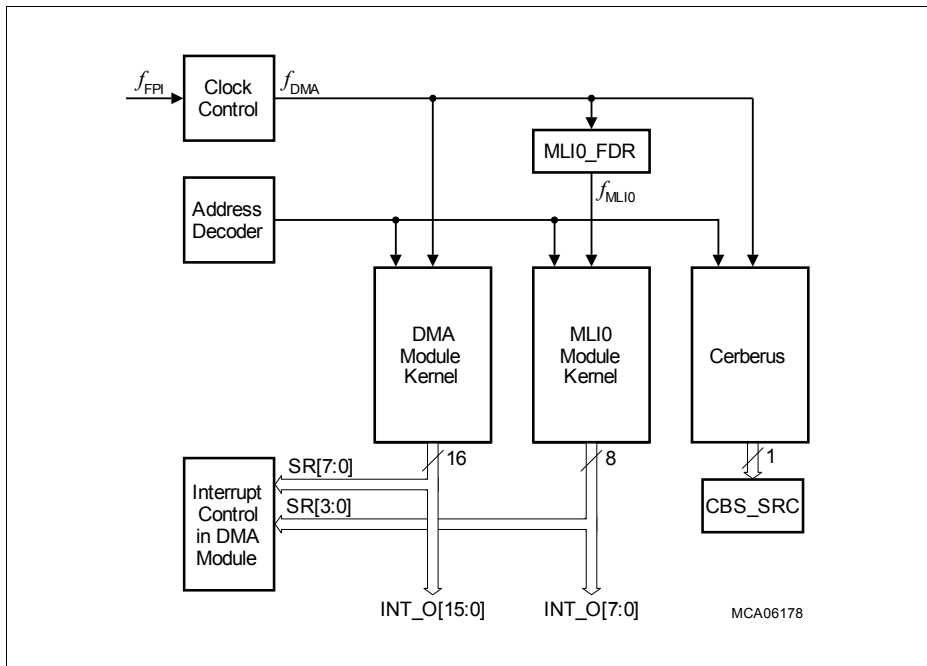 fFPI
Clock
Control
fDMA
MLI0_FDR
fMLI0
Address
Decoder
DMA
Module
Kernel
MLI0
Module
Kernel
Cerberus
16
8
1
SR[7:0]
SR[3:0]
Interrupt
Control
in DMA
Module
CBS_SRC
INT_O[15:0]
INT_O[7:0]
MCA06178